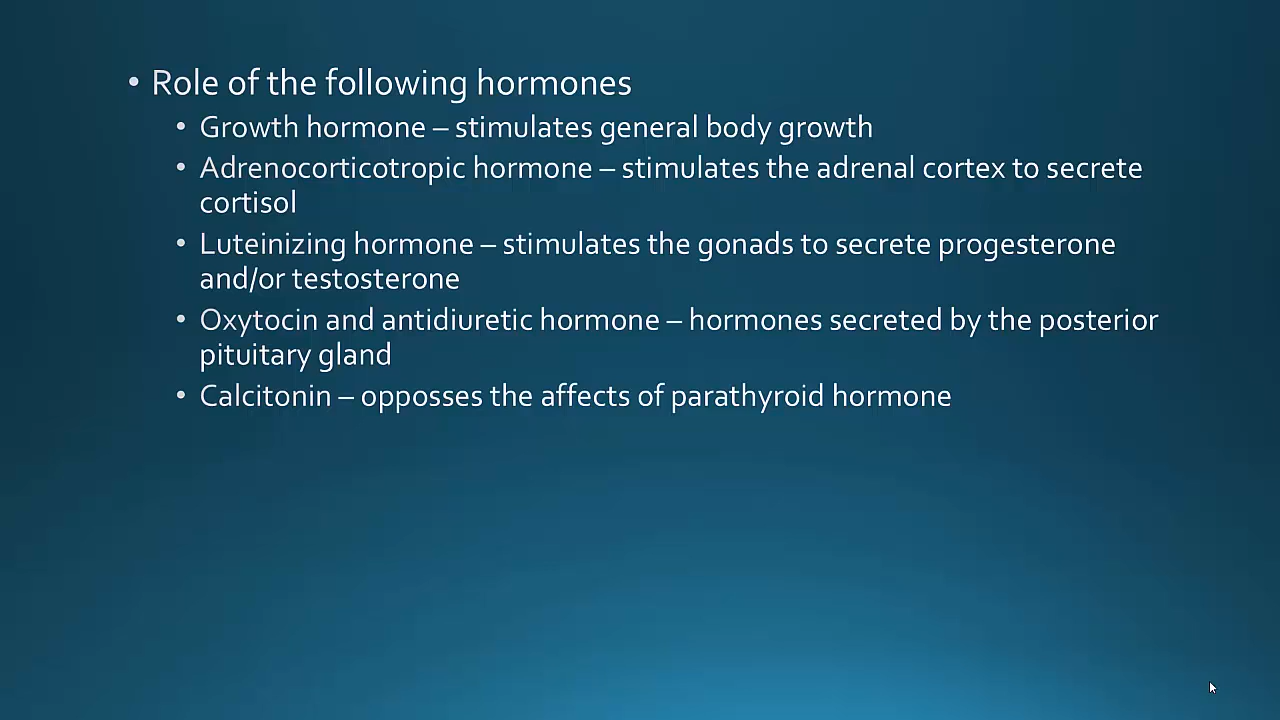 • Role of the following hormones
• Growth hormone – stimulates general body growth
• Adrenocorticotropic hormone – stimulates the adrenal cortex to secrete
cortisol
• Luteinizing hormone – stimulates the gonads to secrete progesterone
and/or testosterone
• Oxytocin and antidiuretic hormone – hormones secreted by the posterior
pituitary gland
• Calcitonin – opposses the affects of parathyroid hormone